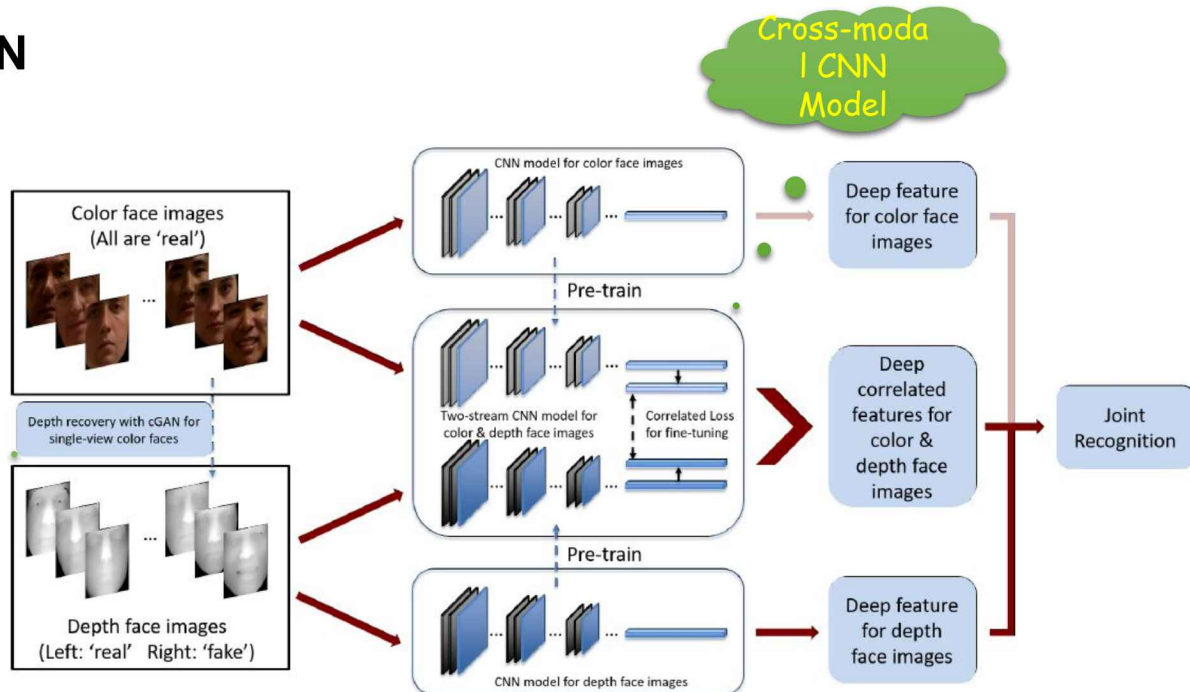 N
Cross-moda
l CNN
Model
CNN model for color face images
Color face images
(All are 'real')
...
... ... ...
Deep feature
for color face
images
Pre-train
Depth recovery with cGAN for
single-view color faces
... ... ...
Two-stream CNN model for
color & depth face images
Correlated Loss
for fine-tuning
... ... ...
Deep
correlated
features for
color &
depth face
images
Joint
Recognition
...
Depth face images
(Left: 'real' Right: 'fake')
Pre-train
... ... ...
CNN model for depth face images
Deep feature
for depth
face images